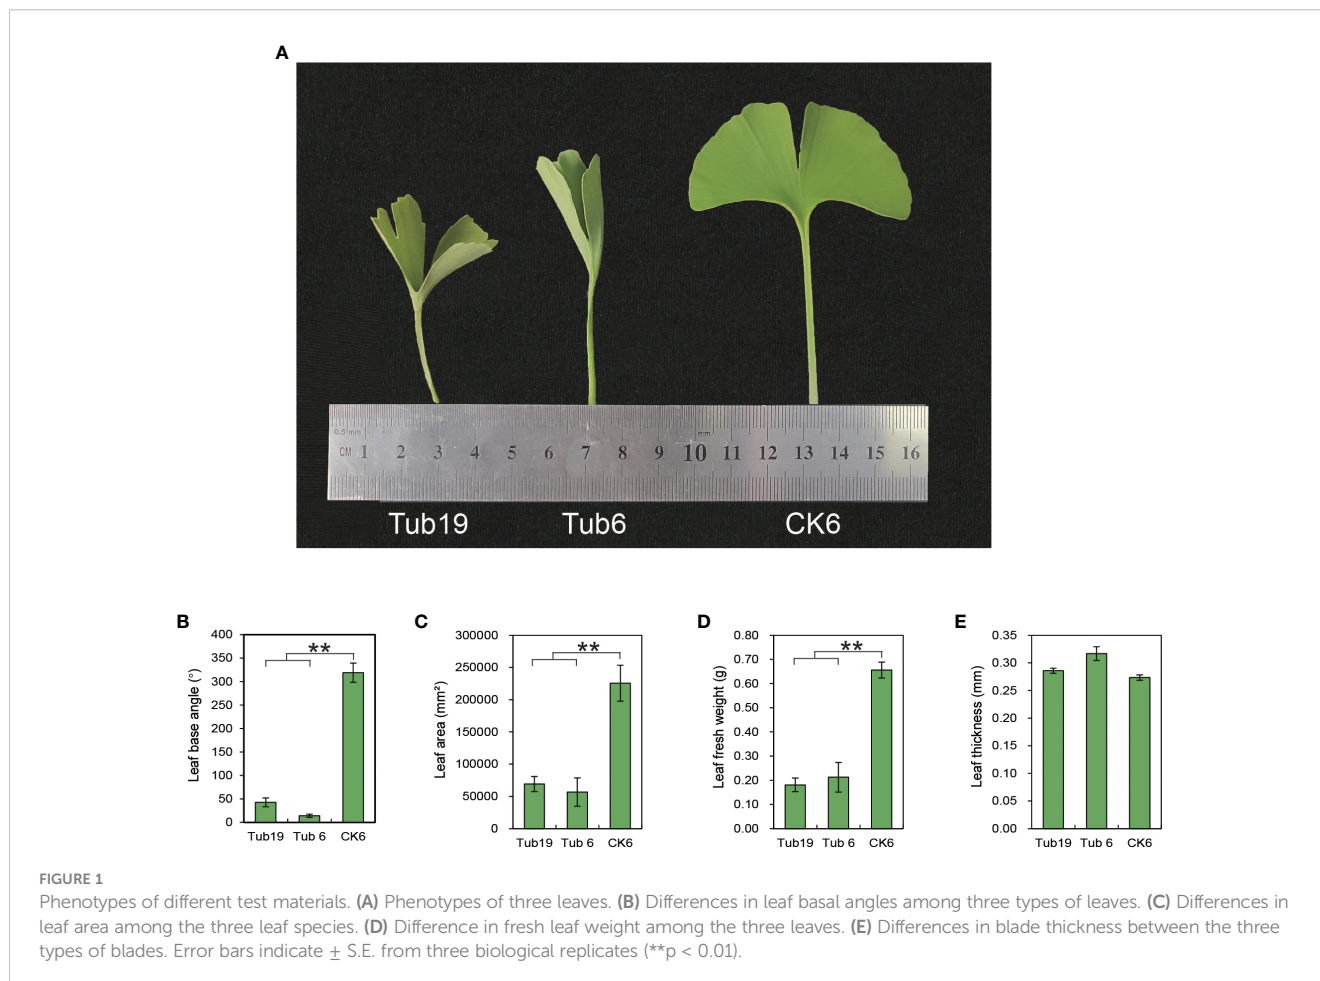 A
0.5 mm
mm
CM 1 2 3 4 5 6 7 8 9 10 11 12 13 14 15 16
Tub19 Tub6 CK6
B
Leaf base angle (°)
400
350
300
250
200
150
100
50
0
**
Tub19 Tub 6 CK6
C
Leaf area (mm²)
300000
250000
200000
150000
100000
50000
0
**
Tub19 Tub 6 CK6
D
Leaf fresh weight (g)
0.80
0.70
0.60
0.50
0.40
0.30
0.20
0.10
0.00
**
Tub19 Tub 6 CK6
E
Leaf thickness (mm)
0.35
0.30
0.25
0.20
0.15
0.10
0.05
0.00
Tub19 Tub 6 CK6
FIGURE 1
Phenotypes of different test materials. (A) Phenotypes of three leaves. (B) Differences in leaf basal angles among three types of leaves. (C) Differences in
leaf area among the three leaf species. (D) Difference in fresh leaf weight among the three leaves. (E) Differences in blade thickness between the three
types of blades. Error bars indicate ± S.E. from three biological replicates (**p < 0.01).